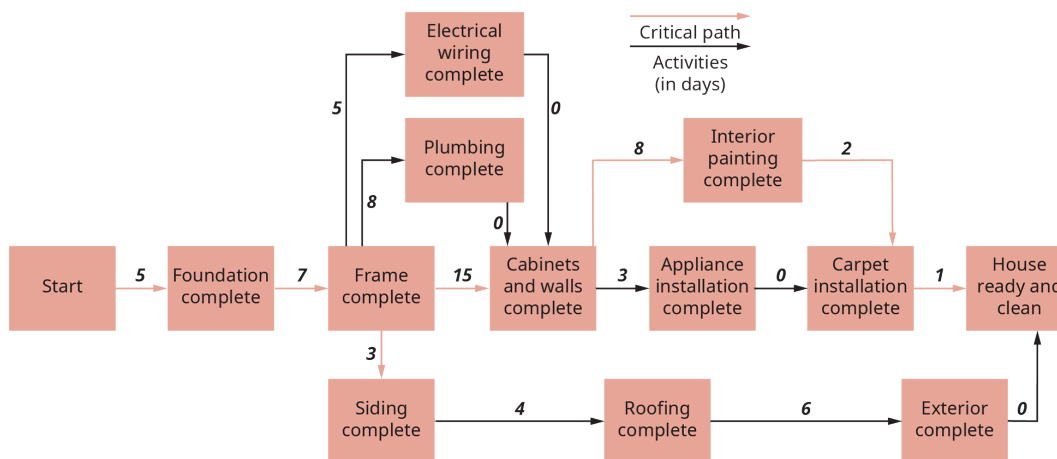 Electrical
wiring
complete
Critical path
Activities
(in days)
5
0
Plumbing
complete
8
Interior
painting
complete
2
8
0
Start
5
Foundation
complete
7
Frame
complete
15
Cabinets
and walls
complete
3
Appliance
installation
complete
0
Carpet
installation
complete
1
House
ready and
clean
3
Siding
complete
4
Roofing
complete
6
Exterior
complete
0